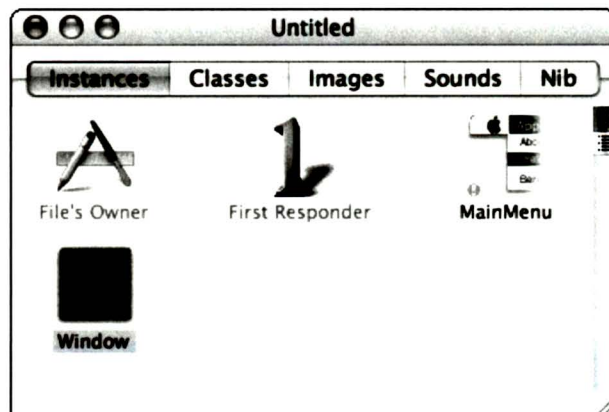 Untitled
Instances Classes Images Sounds Nib
File's Owner First Responder MainMenu
Window